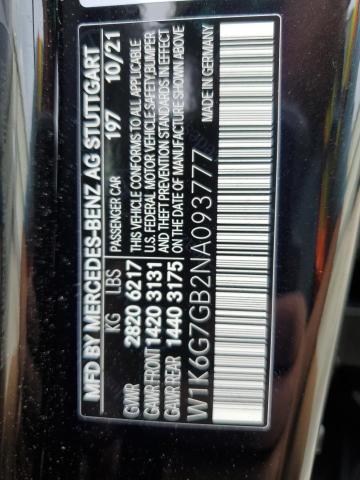 MFD BY MERCEDES-BENZ AG STUTTGART
KG LBS PASSENGER CAR 197 10/21
GVWR 2820 6217 THIS VEHICLE CONFORMS TO ALL APPLICABLE
GAWR FRONT 1420 3131 U.S. FEDERAL MOTOR VEHICLE SAFETY, BUMPER
GAWR REAR 1440 3175 AND THEFT PREVENTION STANDARDS IN EFFECT
ON THE DATE OF MANUFACTURE SHOWN ABOVE
W1K6G7GB2NA093777
MADE IN GERMANY